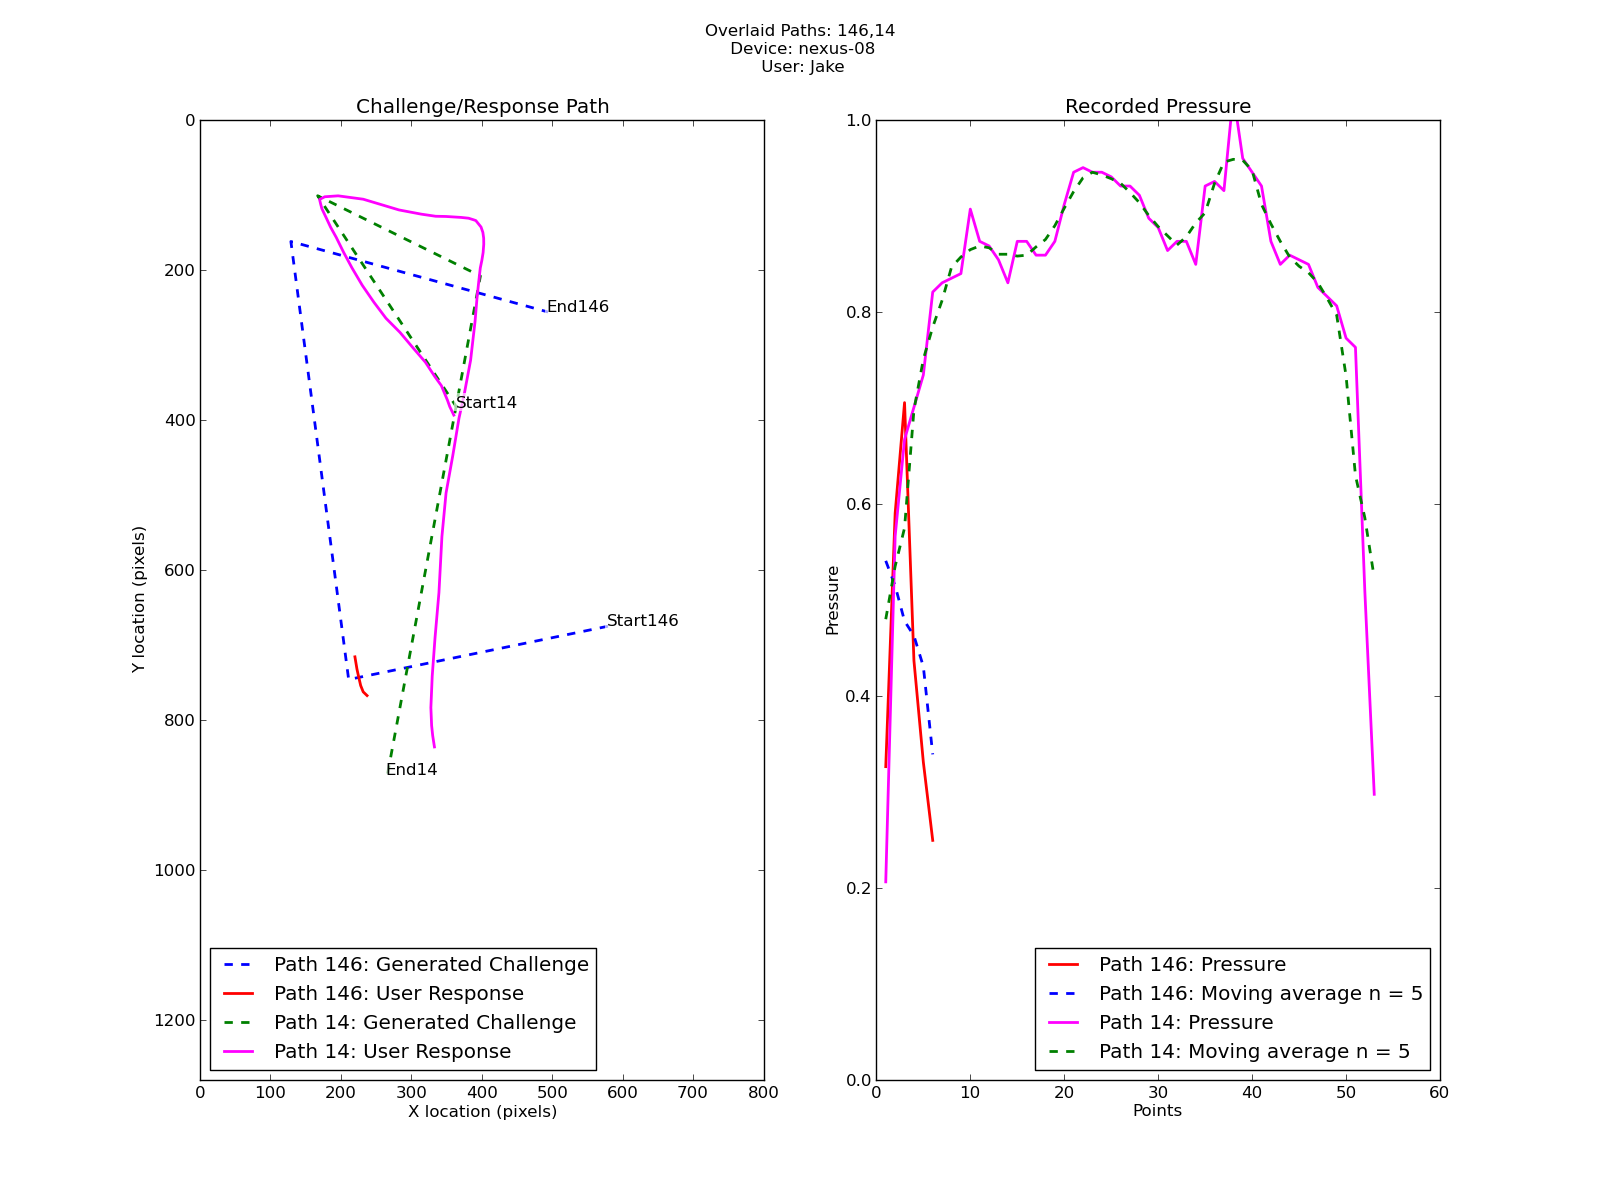 Overlaid Paths: 146,14
Device: nexus-08
User: Jake
Challenge/Response Path
0
200
400
600
800
1000
1200
Y location (pixels)
End146
Start14
Start146
End14
Path 146: Generated Challenge
Path 146: User Response
Path 14: Generated Challenge
Path 14: User Response
0 100 200 300 400 500 600 700 800
X location (pixels)
Recorded Pressure
1.0
0.8
0.6
0.4
0.2
0.0
Pressure
Path 146: Pressure
Path 146: Moving average n = 5
Path 14: Pressure
Path 14: Moving average n = 5
0 10 20 30 40 50 60
Points